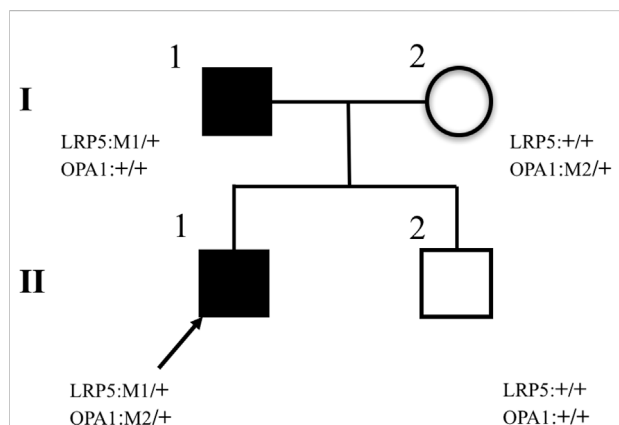 1
2
I
LRP5:M1/+
OPA1:+/+
LRP5:+/+
OPA1:M2/+
1
2
II
LRP5:M1/+
OPA1:M2/+
LRP5:+/+
OPA1:+/+